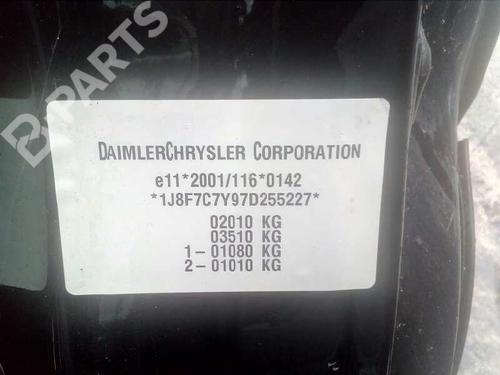 B-PARTS
DAIMLERCHRYSLER CORPORATION
e11*2001/116*0142
*1J8F7C7Y97D255227*
02010 KG
03510 KG
1-01080 KG
2-01010 KG